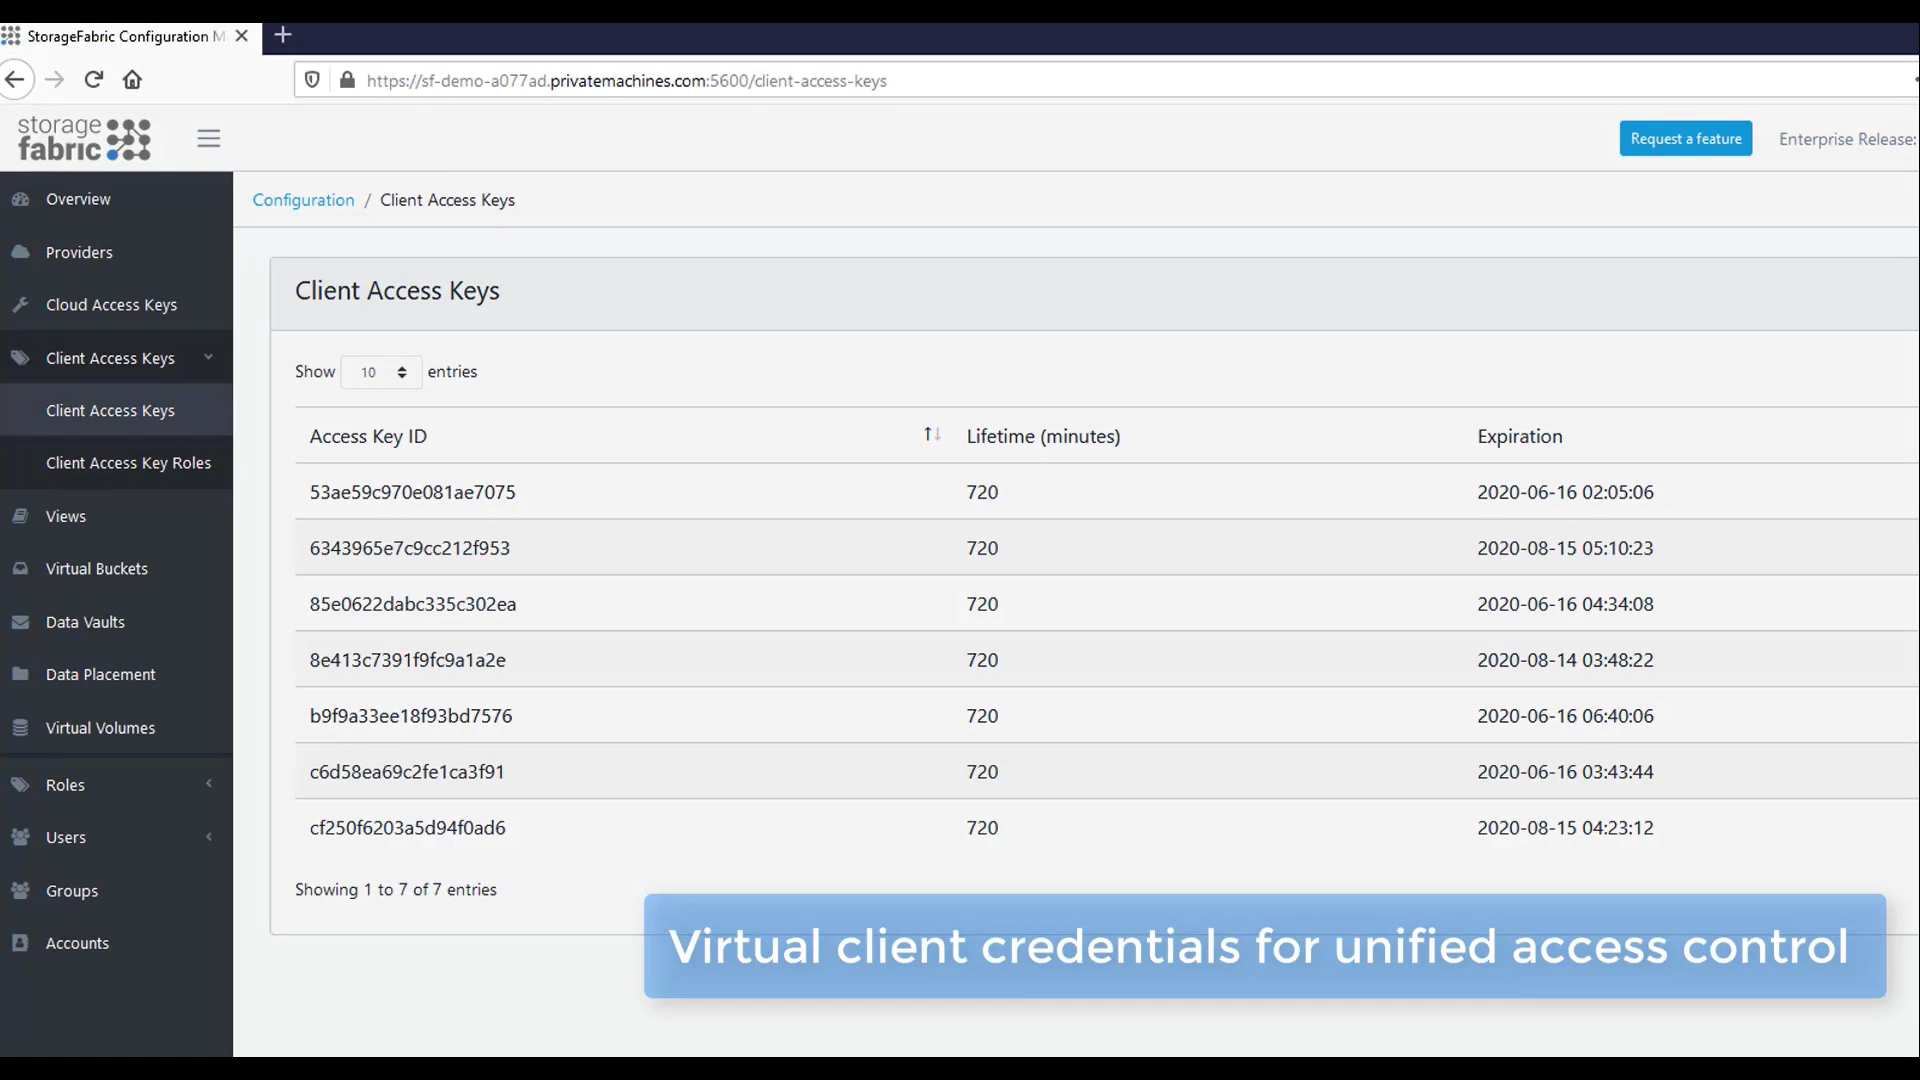 StorageFabric Configuration M
https://sf-demo-a077ad.privatemachines.com:5600/client-access-keys
storage
fabric
Request a feature
Enterprise Release:
Overview
Providers
Cloud Access Keys
Client Access Keys
Client Access Keys
Client Access Key Roles
Views
Virtual Buckets
Data Vaults
Data Placement
Virtual Volumes
Roles
Users
Groups
Accounts
Configuration / Client Access Keys
Client Access Keys
Show 10 entries
Access Key ID Lifetime (minutes) Expiration
53ae59c970e081ae7075 720 2020-06-16 02:05:06
6343965e7c9cc212f953 720 2020-08-15 05:10:23
85e0622dabc335c302ea 720 2020-06-16 04:34:08
8e413c7391f9fc9a1a2e 720 2020-08-14 03:48:22
b9f9a33ee18f93bd7576 720 2020-06-16 06:40:06
c6d58ea69c2fe1ca3f91 720 2020-06-16 03:43:44
cf250f6203a5d94f0ad6 720 2020-08-15 04:23:12
Showing 1 to 7 of 7 entries
Virtual client credentials for unified access control